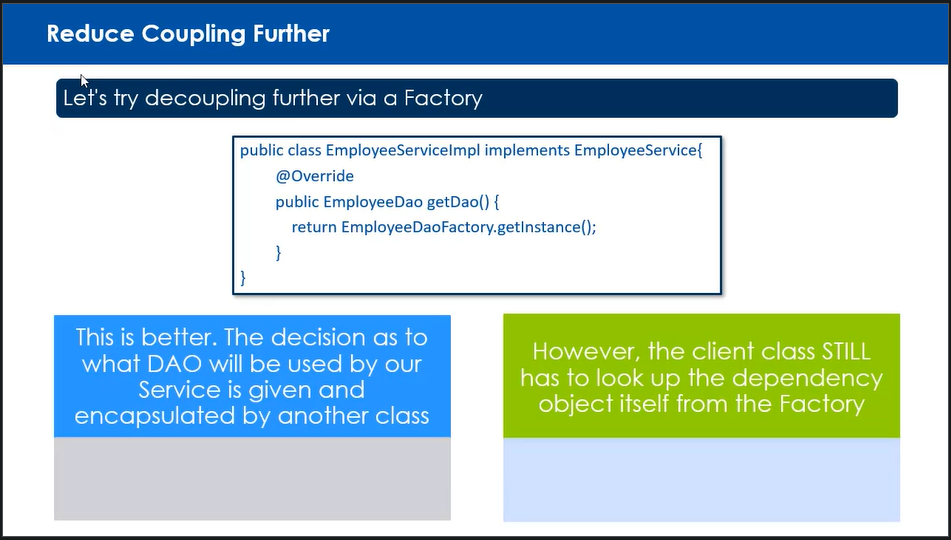 Reduce Coupling Further
Let's try decoupling further via a Factory
public class EmployeeServiceImpl implements EmployeeService{
@Override
public EmployeeDao getDao() {
return EmployeeDaoFactory.getInstance();
}
}
This is better. The decision as to
what DAO will be used by our
Service is given and
encapsulated by another class
However, the client class STILL
has to look up the dependency
object itself from the Factory